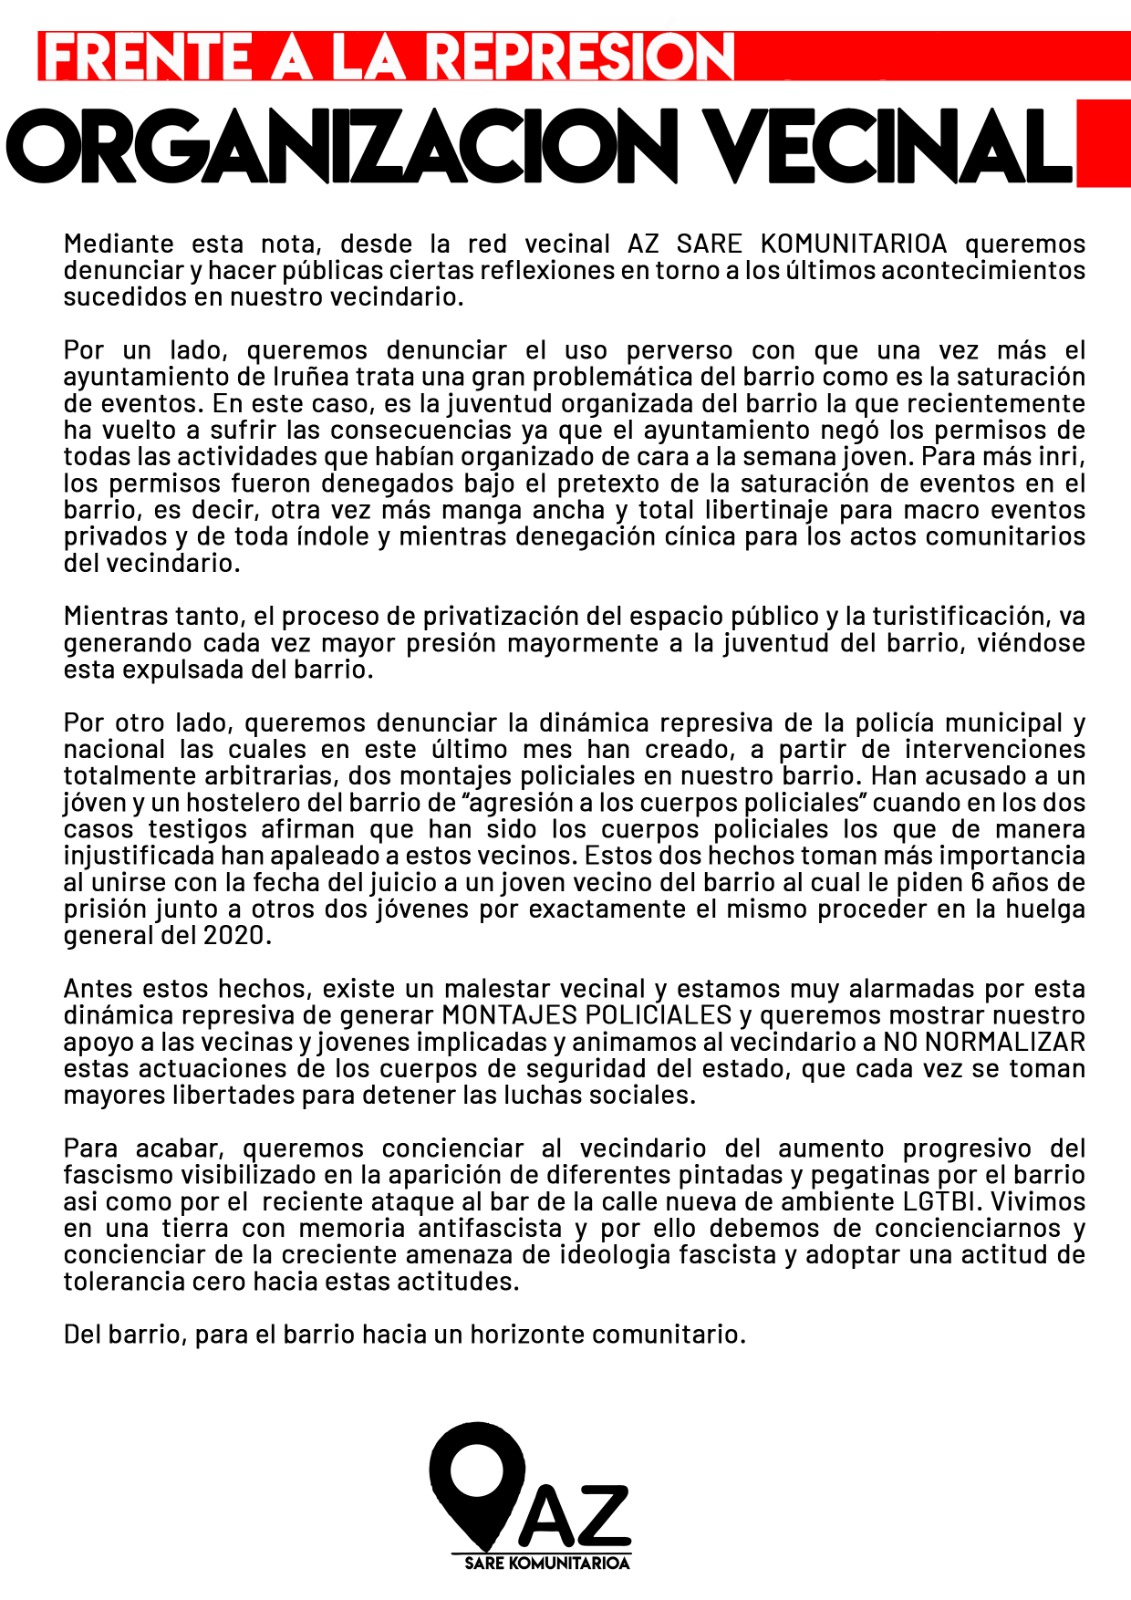 FRENTE A LA REPRESION
ORGANIZACION VECINAL
Mediante esta nota, desde la red vecinal AZ SARE KOMUNITARIOA queremos
denunciar y hacer públicas ciertas reflexiones en torno a los últimos acontecimientos
sucedidos en nuestro vecindario.
Por un lado, queremos denunciar el uso perverso con que una vez más el
ayuntamiento de Iruñea trata una gran problemática del barrio como es la saturación
de eventos. En este caso, es la juventud organizada del barrio la que recientemente
ha vuelto a sufrir las consecuencias ya que el ayuntamiento negó los permisos de
todas las actividades que habían organizado de cara a la semana joven. Para más inri,
los permisos fueron denegados bajo el pretexto de la saturación de eventos en el
barrio, es decir, otra vez más manga ancha y total libertinaje para macro eventos
privados y de toda índole y mientras denegación cínica para los actos comunitarios
del vecindario.
Mientras tanto, el proceso de privatización del espacio público y la turistificación, va
generando cada vez mayor presión mayormente a la juventud del barrio, viéndose
esta expulsada del barrio.
Por otro lado, queremos denunciar la dinámica represiva de la policía municipal y
nacional las cuales en este último mes han creado, a partir de intervenciones
totalmente arbitrarias, dos montajes policiales en nuestro barrio. Han acusado a un
jóven y un hostelero del barrio de “agresión a los cuerpos policiales” cuando en los dos
casos testigos afirman que han sido los cuerpos policiales los que de manera
injustificada han apaleado a estos vecinos. Estos dos hechos toman más importancia
al unirse con la fecha del juicio a un joven vecino del barrio al cual le piden 6 años de
prisión junto a otros dos jóvenes por exactamente el mismo proceder en la huelga
general del 2020.
Antes estos hechos, existe un malestar vecinal y estamos muy alarmadas por esta
dinámica represiva de generar MONTAJES POLICIALES y queremos mostrar nuestro
apoyo a las vecinas y jovenes implicadas y animamos al vecindario a NO NORMALIZAR
estas actuaciones de los cuerpos de seguridad del estado, que cada vez se toman
mayores libertades para detener las luchas sociales.
Para acabar, queremos concienciar al vecindario del aumento progresivo del
fascismo visibilizado en la aparición de diferentes pintadas y pegatinas por el barrio
asi como por el reciente ataque al bar de la calle nueva de ambiente LGTBI. Vivimos
en una tierra con memoria antifascista y por ello debemos de concienciarnos y
concienciar de la creciente amenaza de ideologia fascista y adoptar una actitud de
tolerancia cero hacia estas actitudes.
Del barrio, para el barrio hacia un horizonte comunitario.
AZ
SARE KOMUNITARIOA